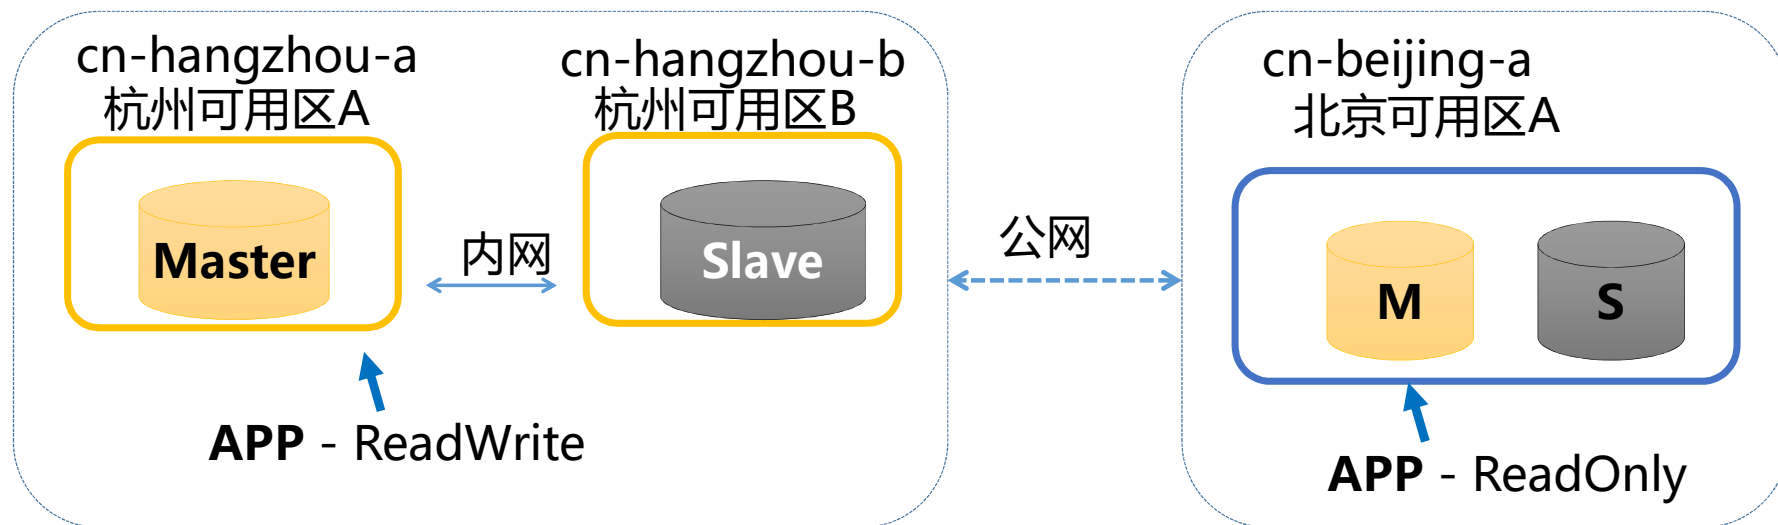 cn-hangzhou-a
杭州可用区A
Master
内网
cn-hangzhou-b
杭州可用区B
Slave
APP - ReadWrite
公网
cn-beijing-a
北京可用区A
M
S
APP - ReadOnly